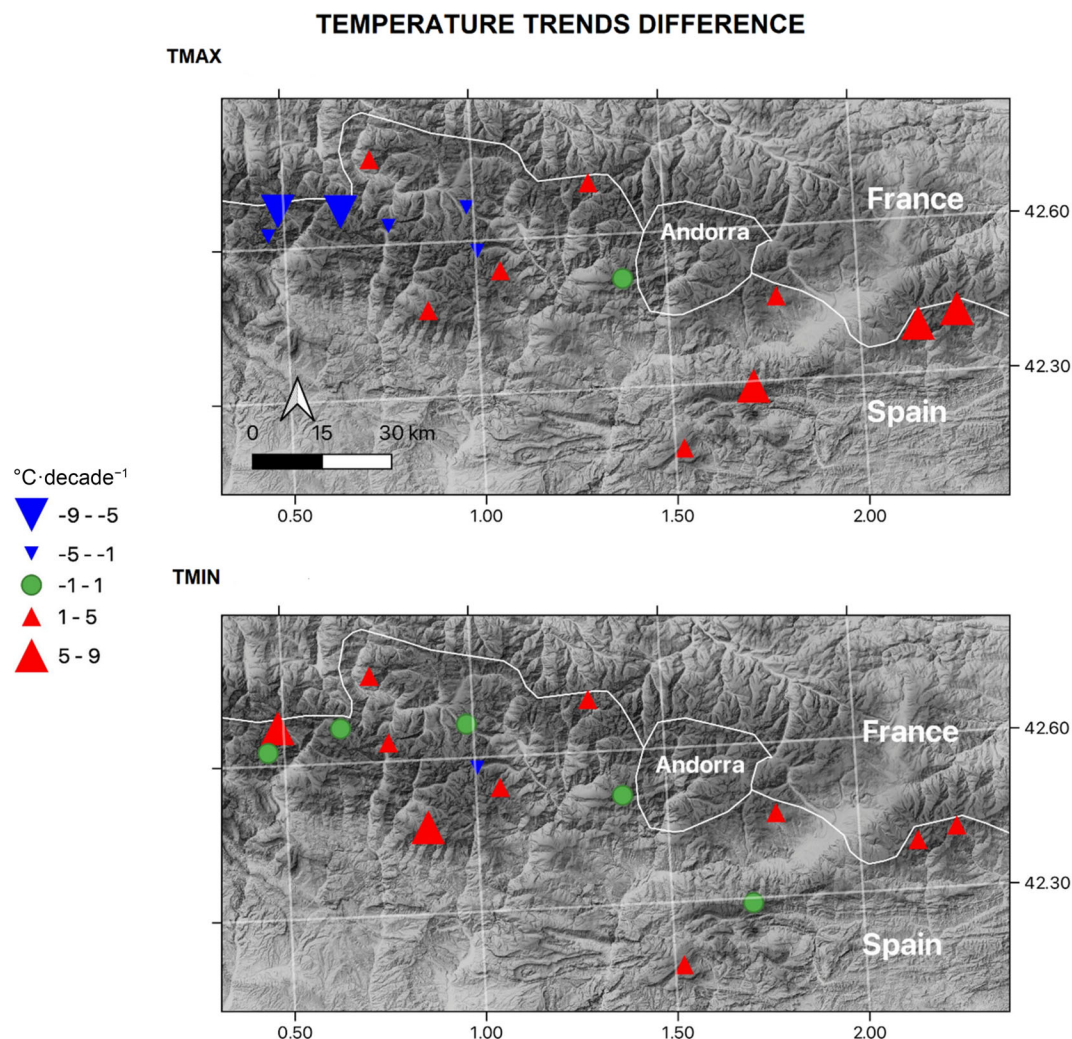 TEMPERATURE TRENDS DIFFERENCE
TMAX
France
42.60
Andorra
42.30
Spain
0 15 30 km
0.50 1.00 1.50 2.00
°C·decade⁻¹
-9 - -5
-5 - -1
-1 - 1
1 - 5
5 - 9
TMIN
France
42.60
Andorra
42.30
Spain
0.50 1.00 1.50 2.00